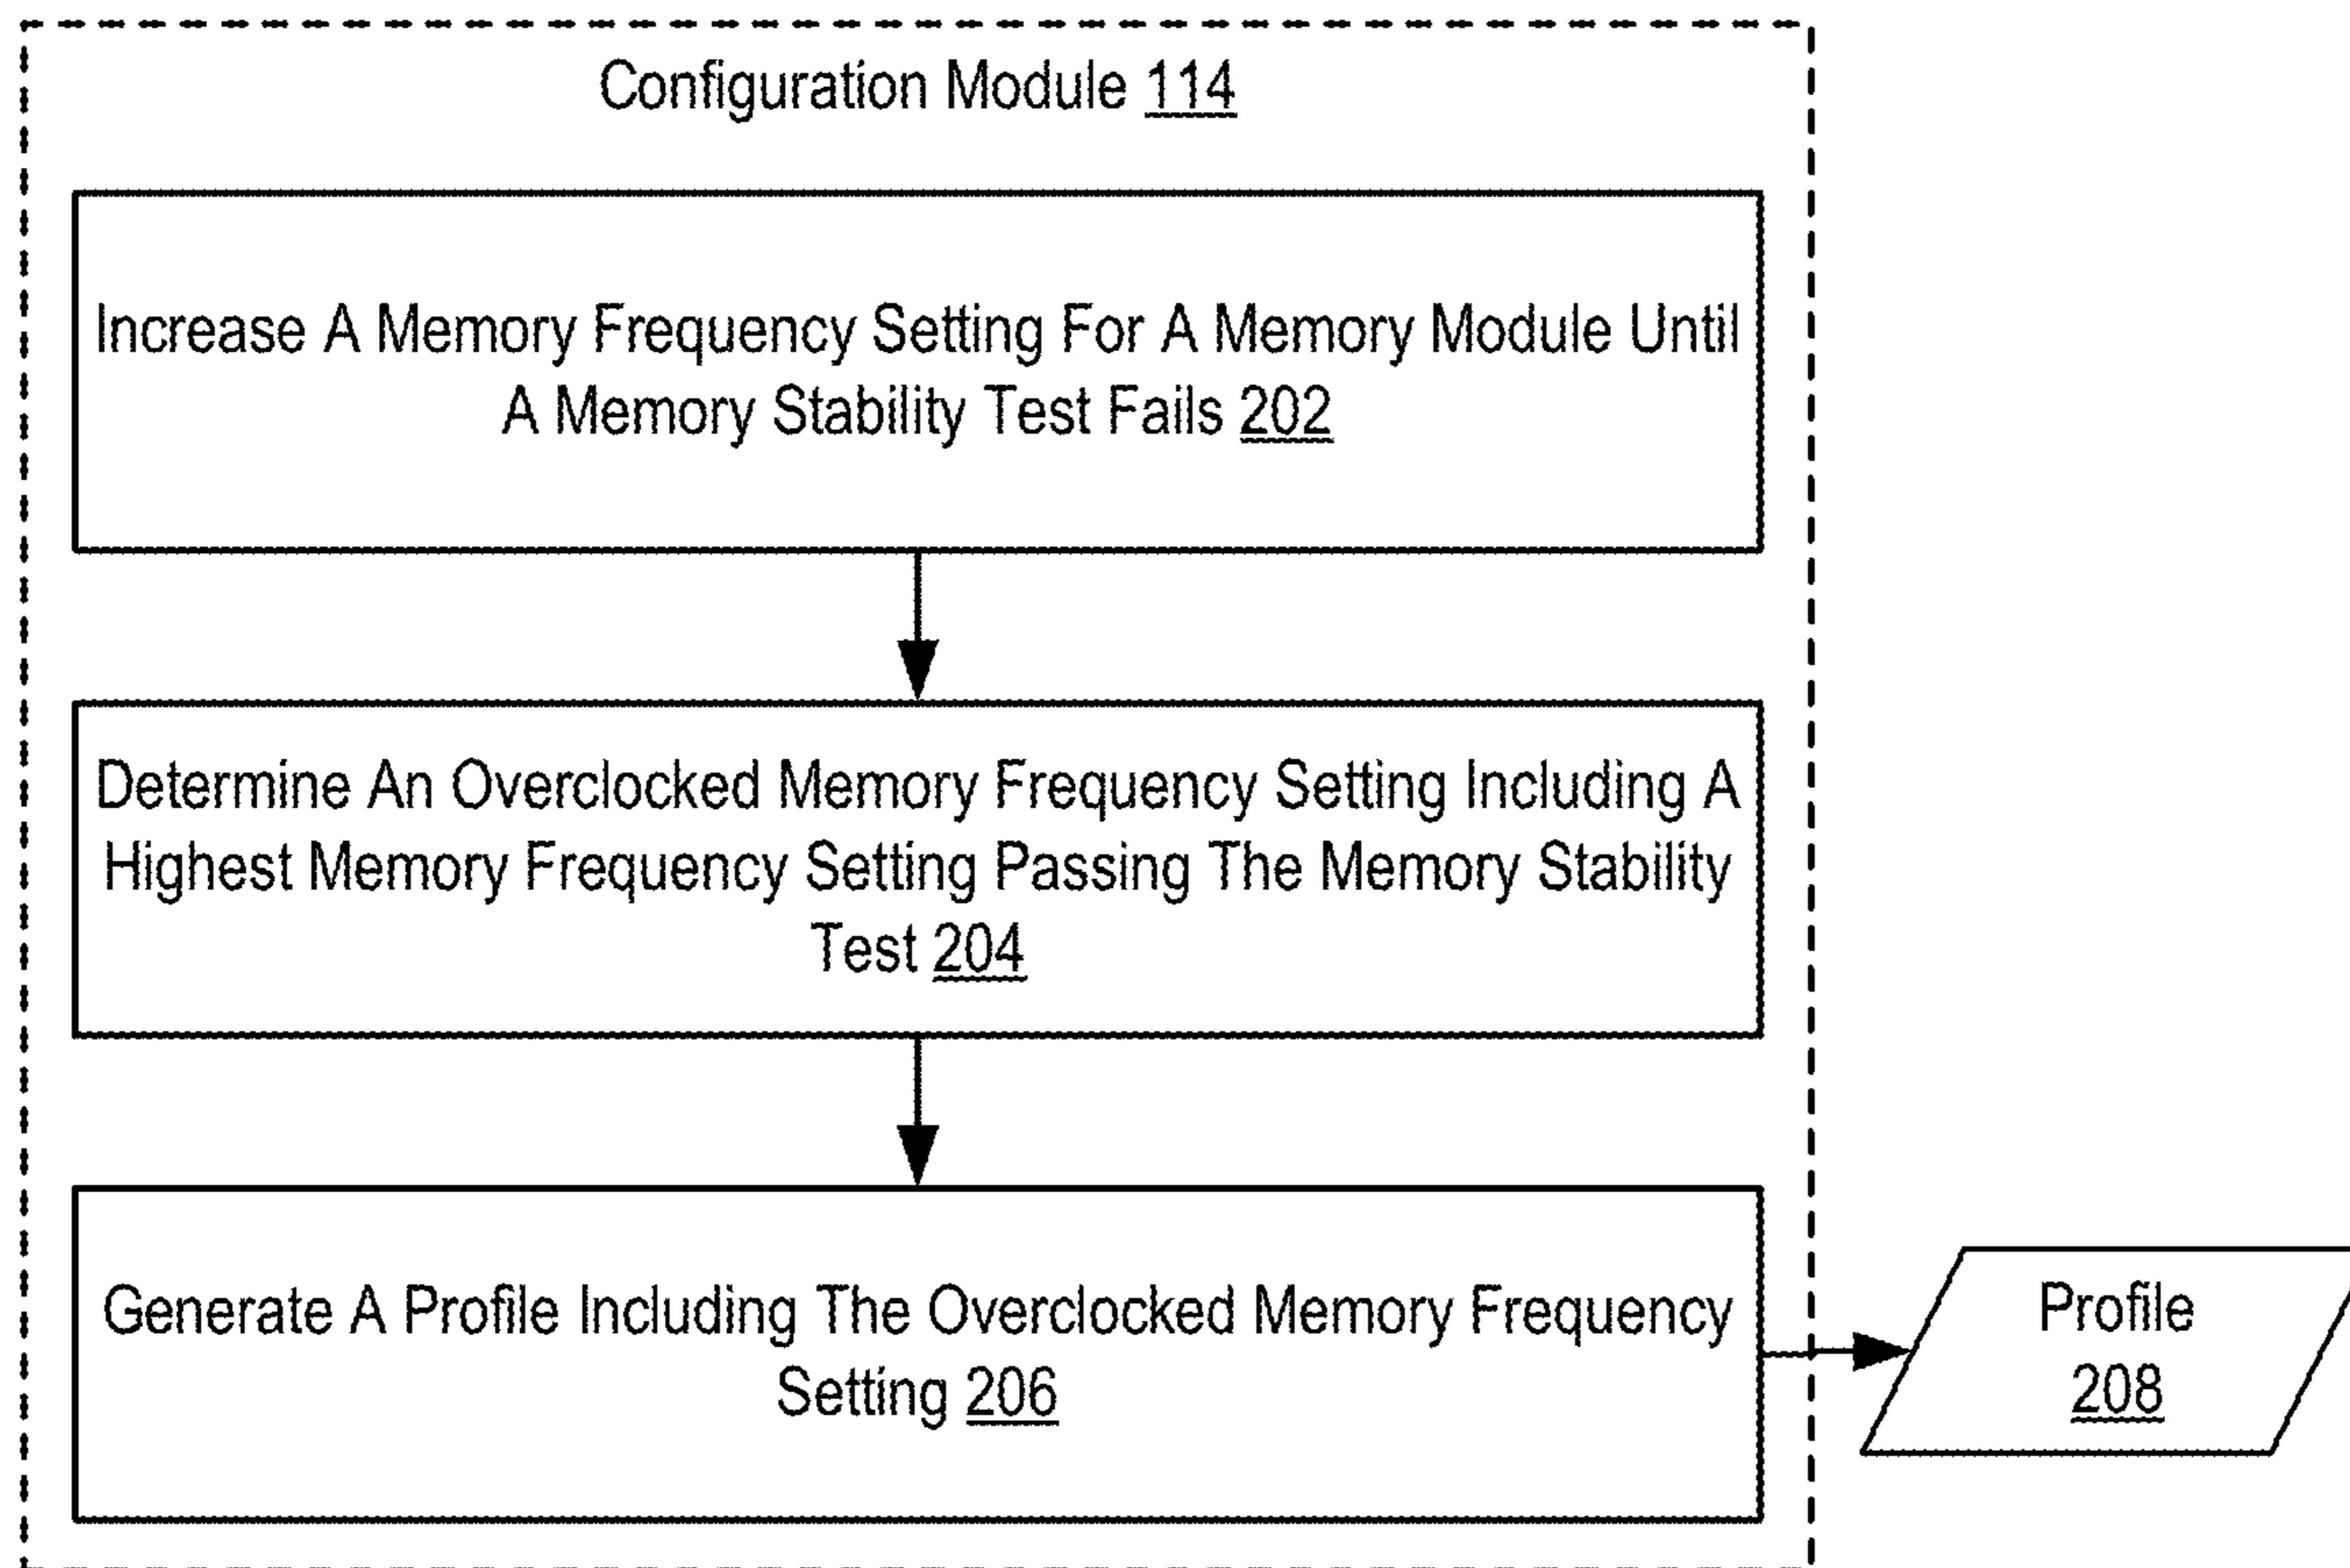 Configuration Module 114
Increase A Memory Frequency Setting For A Memory Module Until
A Memory Stability Test Fails 202
Determine An Overclocked Memory Frequency Setting Including A
Highest Memory Frequency Setting Passing The Memory Stability
Test 204
Generate A Profile Including The Overclocked Memory Frequency
Setting 206
Profile
208